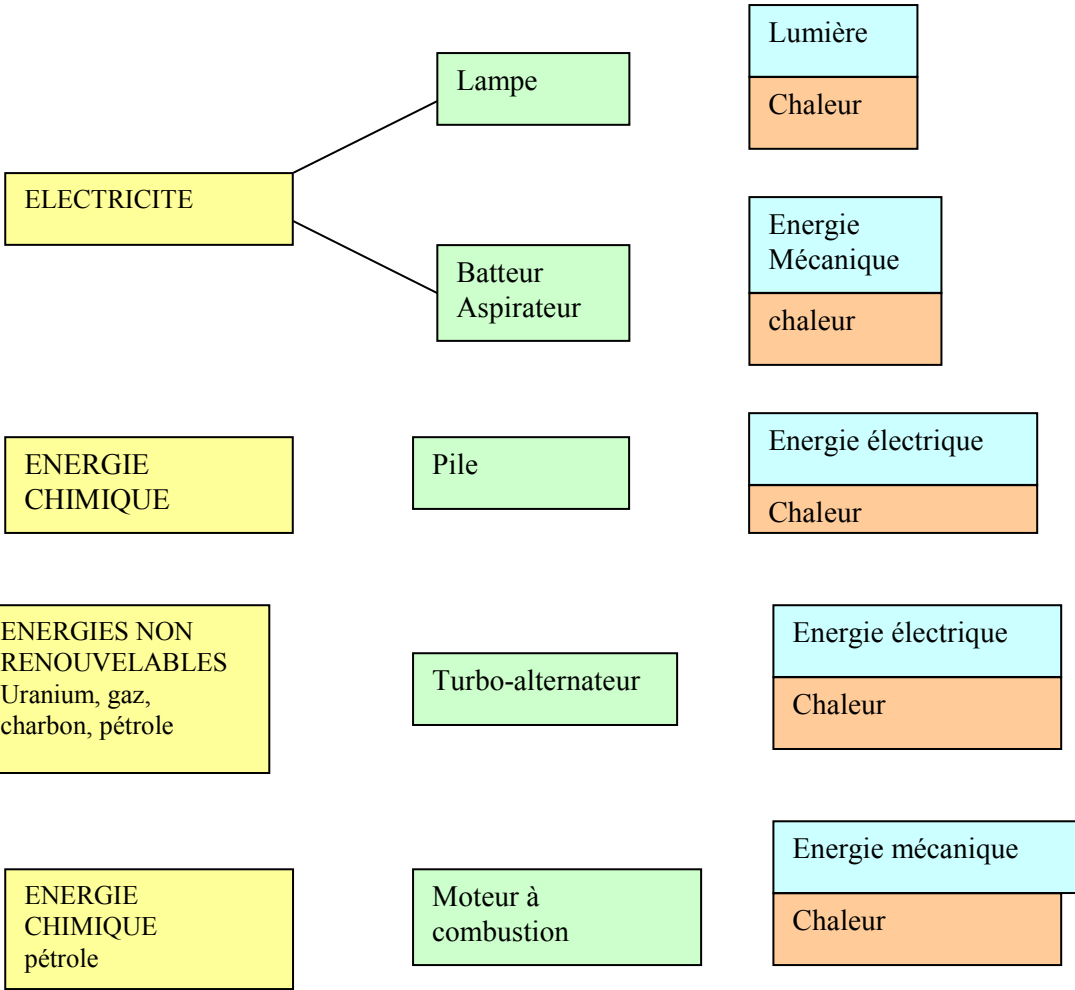 Lumière
Lampe
Chaleur
ELECTRICITE
Energie
Mécanique
Batteur
Aspirateur
chaleur
ENERGIE
CHIMIQUE
Pile
Energie électrique
Chaleur
ENERGIES NON
RENOUVELABLES
Uranium, gaz,
charbon, pétrole
Turbo-alternateur
Energie électrique
Chaleur
ENERGIE
CHIMIQUE
pétrole
Moteur à
combustion
Energie mécanique
Chaleur